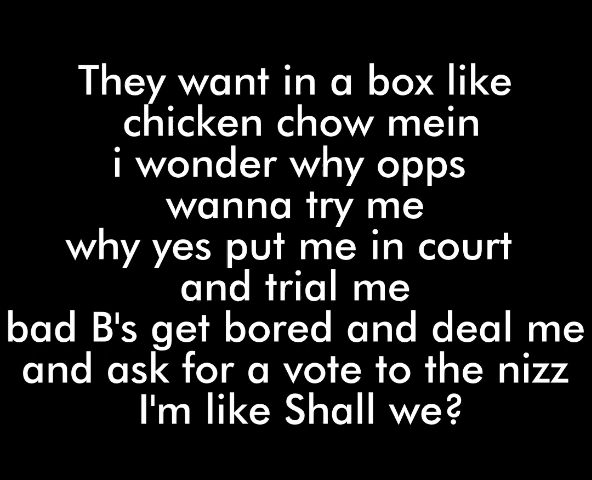 They want in a box like
chicken chow mein
i wonder why opps
wanna try me
why yes put me in court
and trial me
bad B's get bored and deal me
and ask for a vote to the nizz
I'm like Shall we?